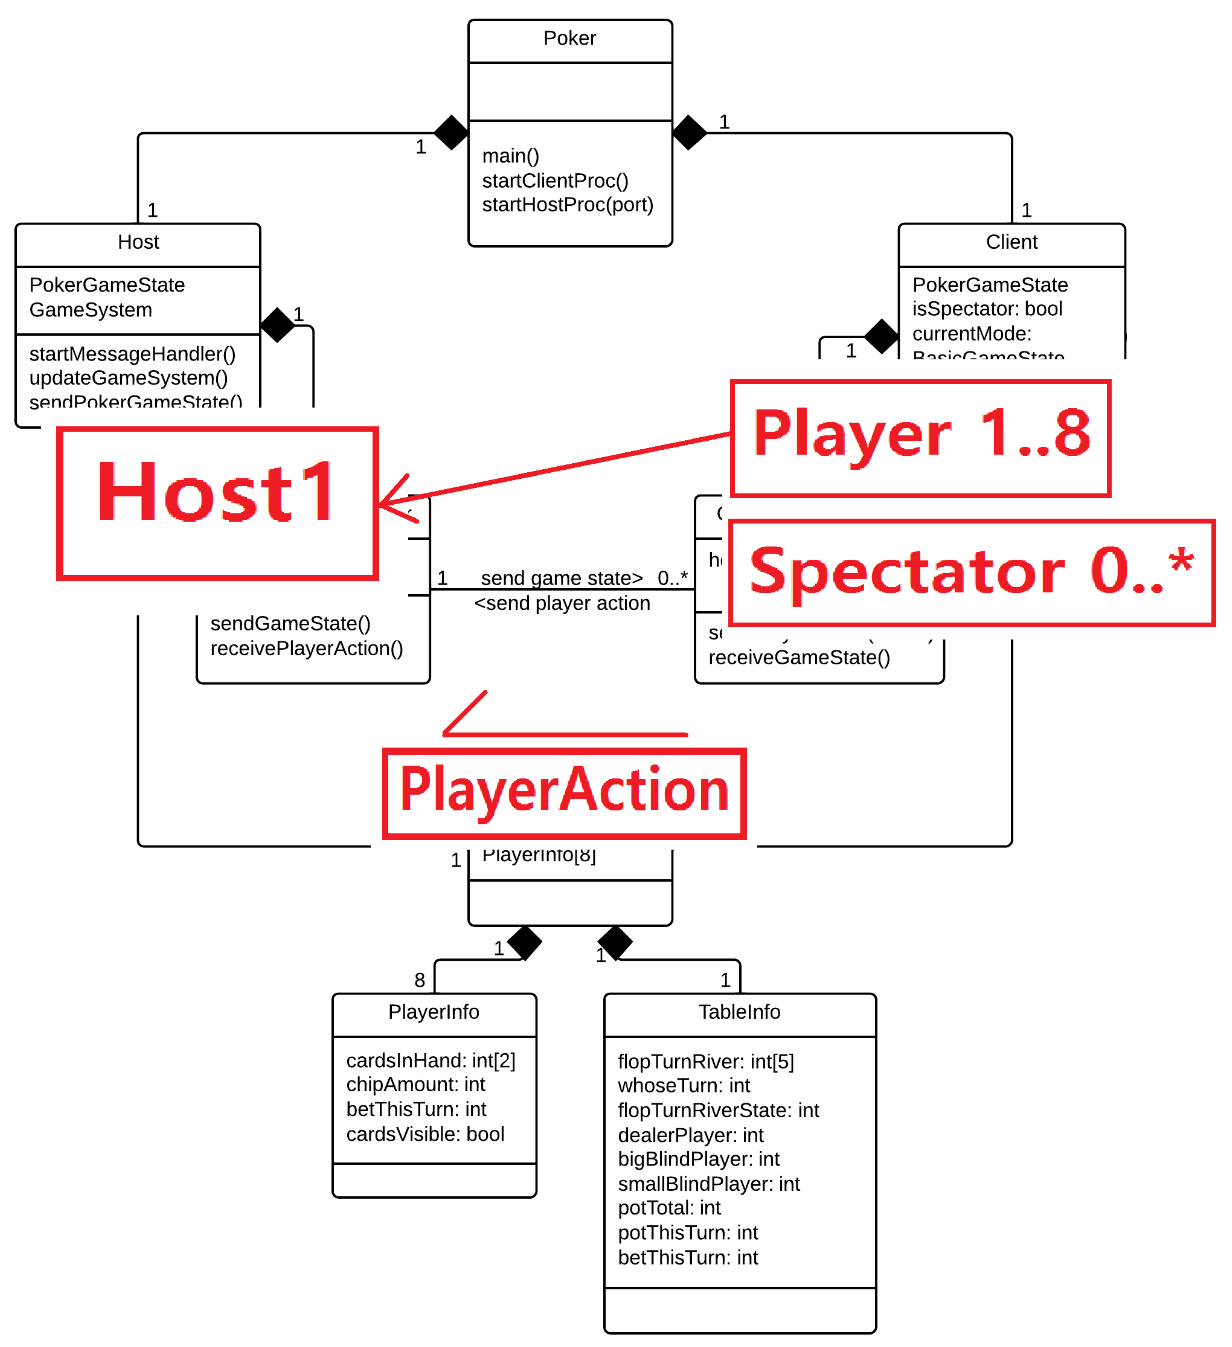 Poker
main()
startClientProc()
startHostProc(port)
1
1
1
1
Host
PokerGameState
GameSystem
startMessageHandler()
updateGameSystem()
sendPokerGameState()
1
Client
PokerGameState
isSpectator: bool
currentMode:
BasicGameState
1
Player 1..8
Host1
Spectator 0..*
1
send game state>
0..*
<send player action
sendGameState()
receivePlayerAction()
receiveGameState()
PlayerAction
PlayerInfo[8]
1
1
1
8
1
PlayerInfo
cardsInHand: int[2]
chipAmount: int
betThisTurn: int
cardsVisible: bool
TableInfo
flopTurnRiver: int[5]
whoseTurn: int
flopTurnRiverState: int
dealerPlayer: int
bigBlindPlayer: int
smallBlindPlayer: int
potTotal: int
potThisTurn: int
betThisTurn: int